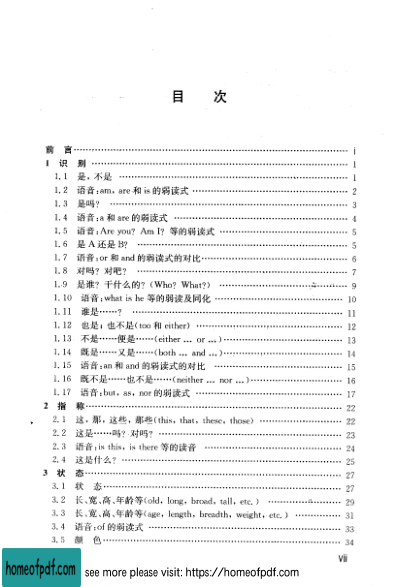 目 次
前 言 …… i
1 识 别 …… 1
1.1 是，不是 …… 1
1.2 语音：am, are 和 is 的弱读式 …… 2
1.3 是吗？ …… 3
1.4 语音：a 和 are 的弱读式 …… 4
1.5 语音：Are you? Am I? 等的弱读式 …… 5
1.6 是 A 还是 B? …… 5
1.7 语音：or 和 and 的弱读式的对比 …… 6
1.8 对吗？对吧？ …… 7
1.9 是谁？干什么的？(Who? What?) …… 9
1.10 语音：what is he 等的弱读及同化 …… 10
1.11 谁是……？ …… 11
1.12 也是；也不是(too 和 either) …… 12
1.13 不是……便是……(either ... or ...) …… 13
1.14 既是……又是……(both ... and ...) …… 14
1.15 语音：an 和 and 的弱读式的对比 …… 15
1.16 既不是……也不是……(neither ... nor ...) …… 16
1.17 语音：but, as, nor 的弱读式 …… 17
2 指 称 …… 22
2.1 这，那，这些，那些(this, that, these, those) …… 22
2.2 这是……吗？对吗？ …… 23
2.3 语音：is this, is there 等的读音 …… 24
2.4 这是什么？ …… 25
3 状 态 …… 27
3.1 状 态 …… 27
3.2 长、宽、高、年龄等(old, long, broad, tall, etc.) …… 29
3.3 长、宽、高、年龄等(age, length, breadth, weight, etc.) …… 31
3.4 语音：of 的弱读式 …… 33
3.5 颜 色 …… 34
vii
homeofpdf.com
see more please visit: https://homeofpdf.com